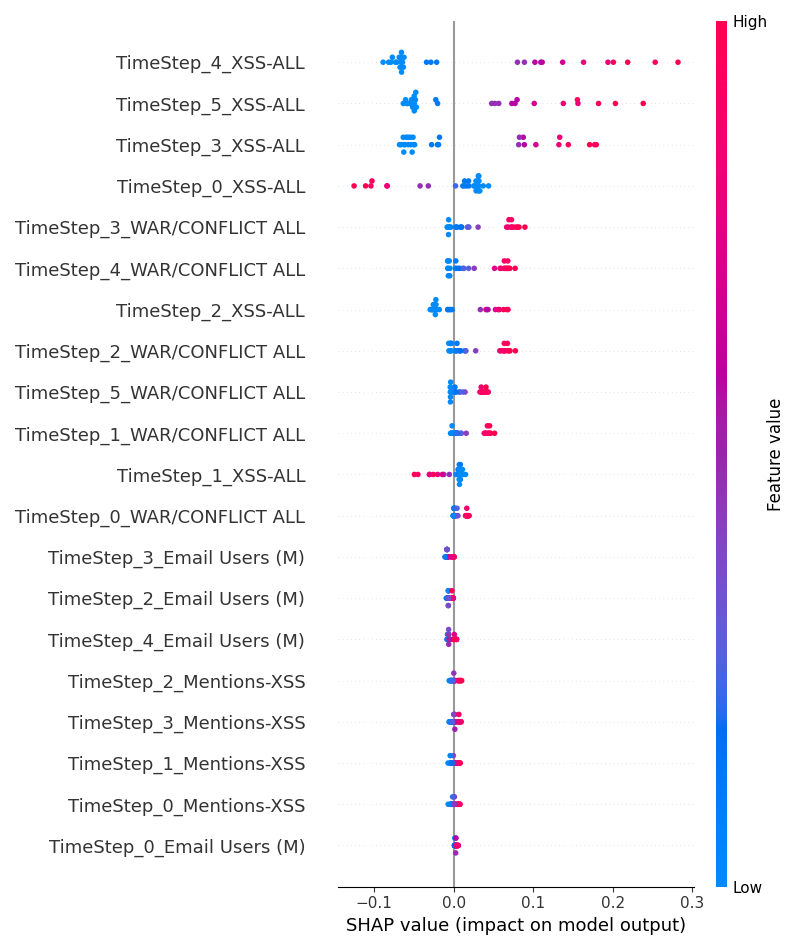 High
TimeStep_4_XSS-ALL
TimeStep_5_XSS-ALL
TimeStep_3_XSS-ALL
TimeStep_0_XSS-ALL
TimeStep_3_WAR/CONFLICT ALL
TimeStep_4_WAR/CONFLICT ALL
TimeStep_2_XSS-ALL
TimeStep_2_WAR/CONFLICT ALL
TimeStep_5_WAR/CONFLICT ALL
TimeStep_1_WAR/CONFLICT ALL
TimeStep_1_XSS-ALL
TimeStep_0_WAR/CONFLICT ALL
TimeStep_3_Email Users (M)
TimeStep_2_Email Users (M)
TimeStep_4_Email Users (M)
TimeStep_2_Mentions-XSS
TimeStep_3_Mentions-XSS
TimeStep_1_Mentions-XSS
TimeStep_0_Mentions-XSS
TimeStep_0_Email Users (M)
Feature value
Low
−0.1 0.0 0.1 0.2 0.3
SHAP value (impact on model output)